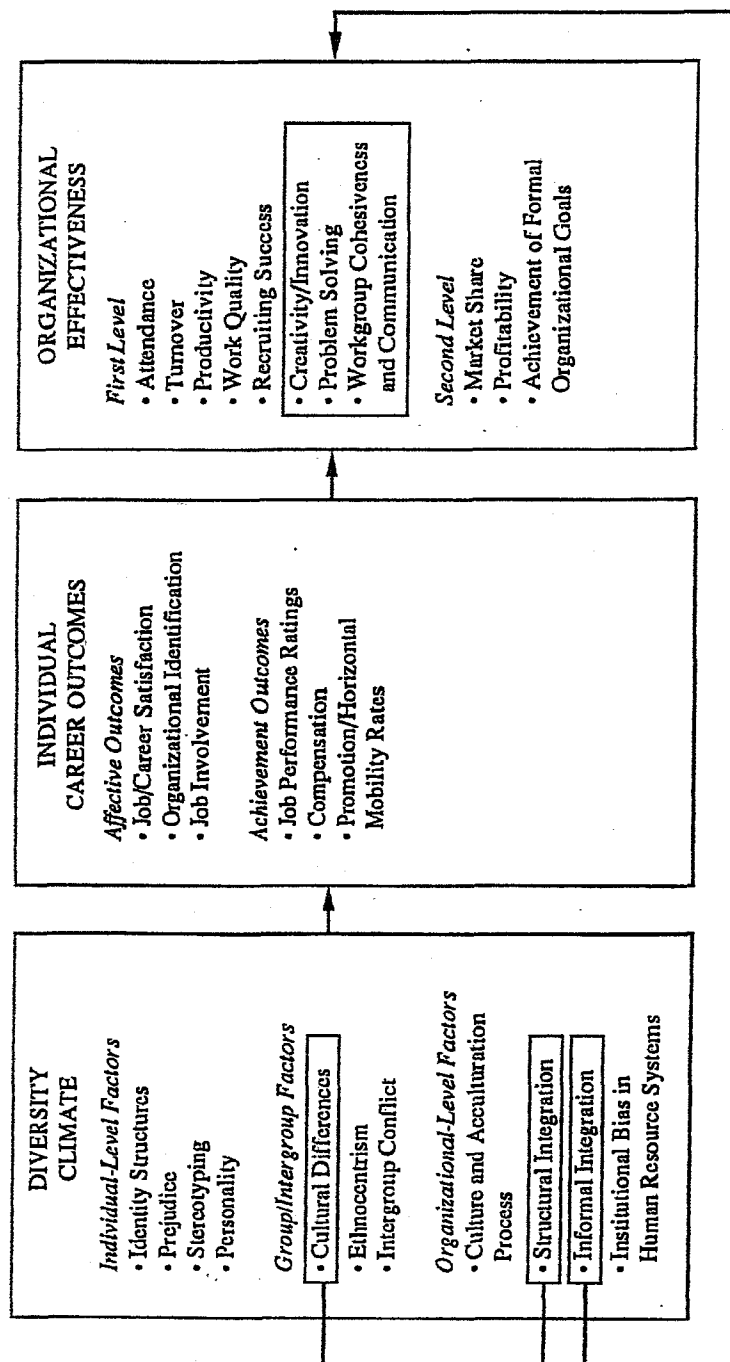 DIVERSITY
CLIMATE
Individual-Level Factors
• Identity Structures
• Prejudice
• Stereotyping
• Personality
Group/Intergroup Factors
• Cultural Differences
• Ethnocentrism
• Intergroup Conflict
Organizational-Level Factors
• Culture and Acculturation
Process
• Structural Integration
• Informal Integration
• Institutional Bias in
Human Resource Systems
INDIVIDUAL
CAREER OUTCOMES
Affective Outcomes
• Job/Career Satisfaction
• Organizational Identification
• Job Involvement
Achievement Outcomes
• Job Performance Ratings
• Compensation
• Promotion/Horizontal
Mobility Rates
ORGANIZATIONAL
EFFECTIVENESS
First Level
• Attendance
• Turnover
• Productivity
• Work Quality
• Recruiting Success
• Creativity/Innovation
• Problem Solving
• Workgroup Cohesiveness
and Communication
Second Level
• Market Share
• Profitability
• Achievement of Formal
Organizational Goals